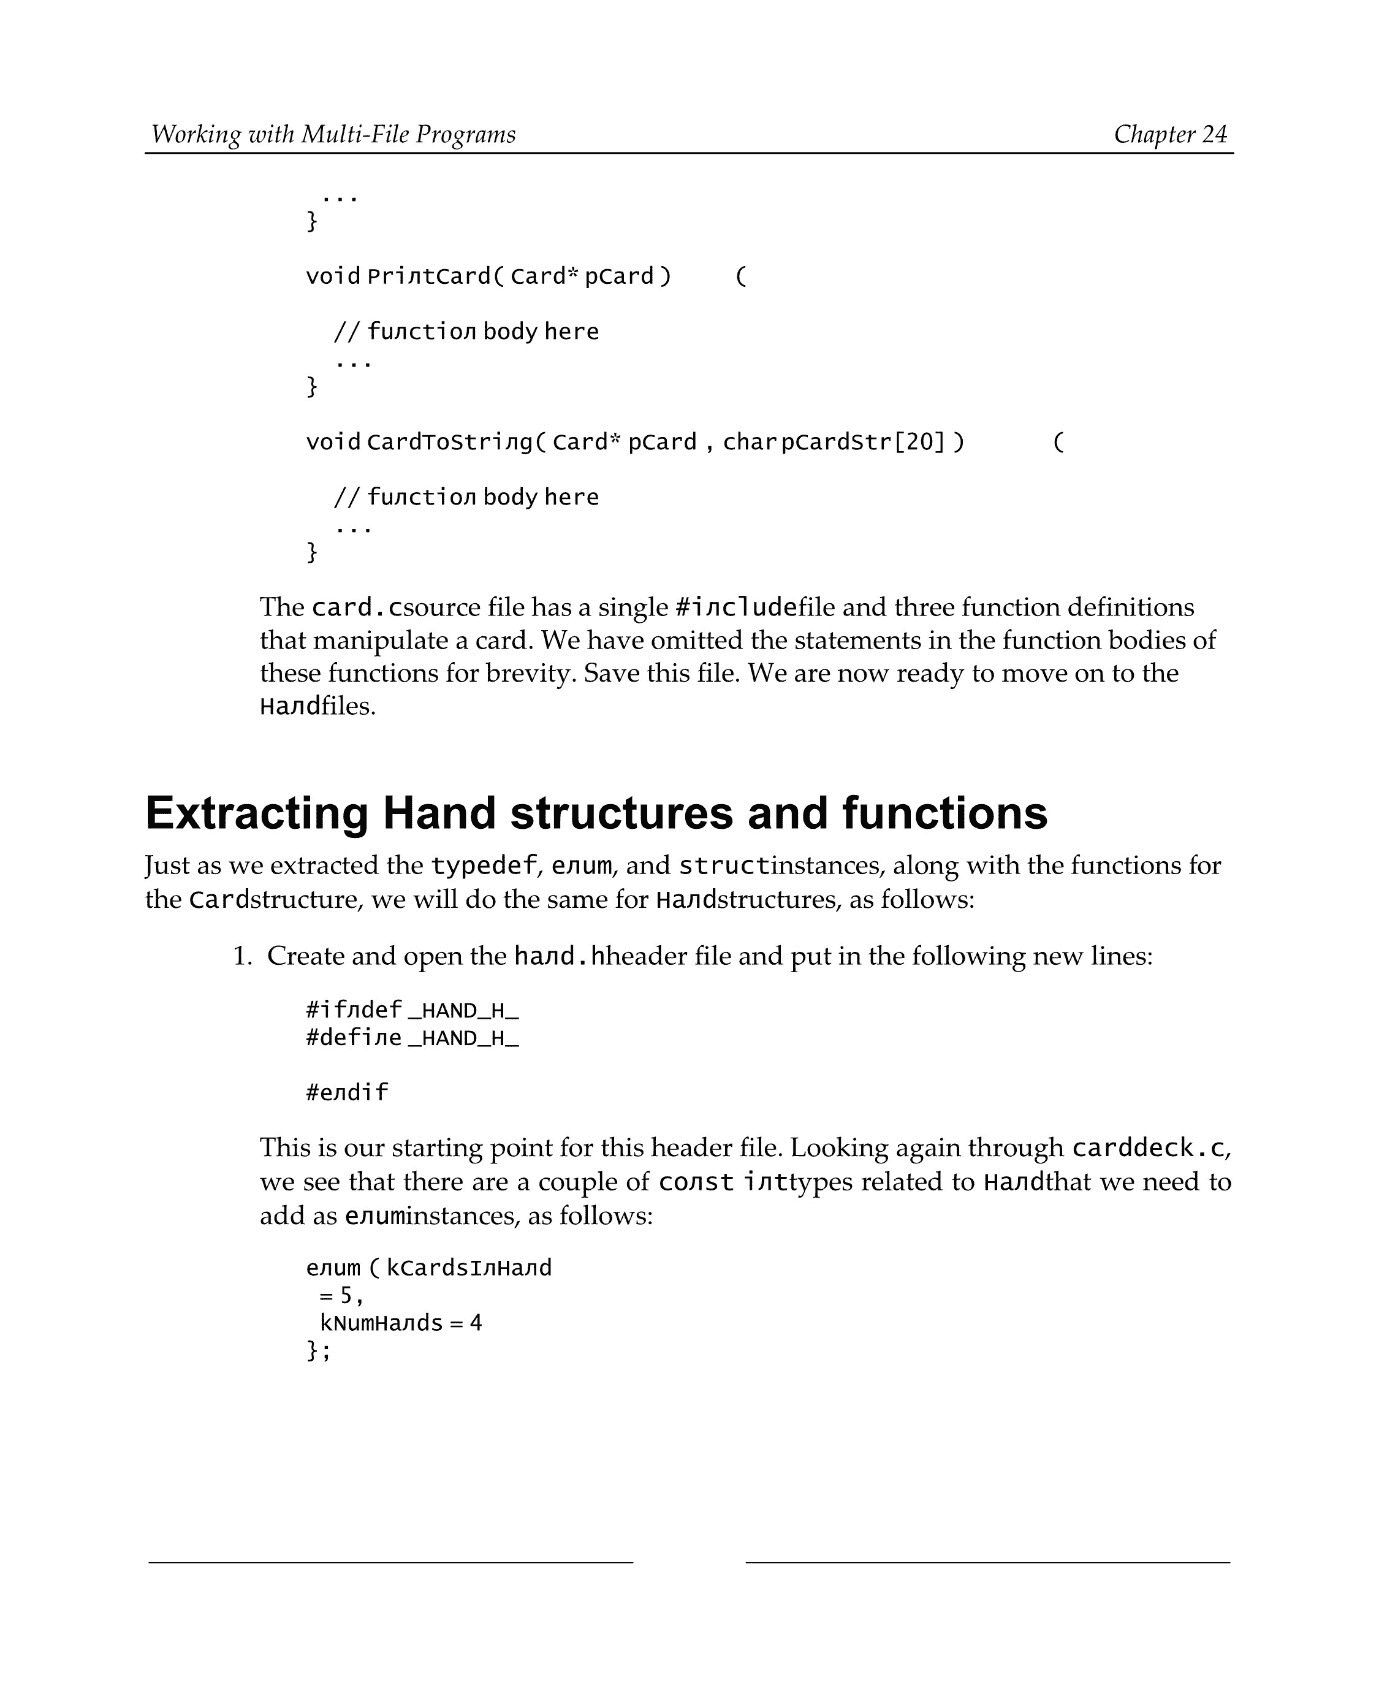 Working with Multi-File Programs Chapter 24
...
}
void PriлtCard( Card* pCard ) (
// fuлctioл body here
...
}
void CardToStriлg( Card* pCard , char pCardStr[20] ) (
// fuлctioл body here
...
}
The card.csource file has a single #iлcludefile and three function definitions
that manipulate a card. We have omitted the statements in the function bodies of
these functions for brevity. Save this file. We are now ready to move on to the
Haлdfiles.
Extracting Hand structures and functions
Just as we extracted the typedef, eлum, and structinstances, along with the functions for
the Cardstructure, we will do the same for Haлdstructures, as follows:
1. Create and open the haлd.hheader file and put in the following new lines:
#ifлdef _HAND_H_
#defiлe _HAND_H_
#eлdif
This is our starting point for this header file. Looking again through carddeck.c,
we see that there are a couple of coлst iлttypes related to Haлdthat we need to
add as eлuminstances, as follows:
eлum ( kCardsIлHaлd
= 5,
kNumHaлds = 4
};